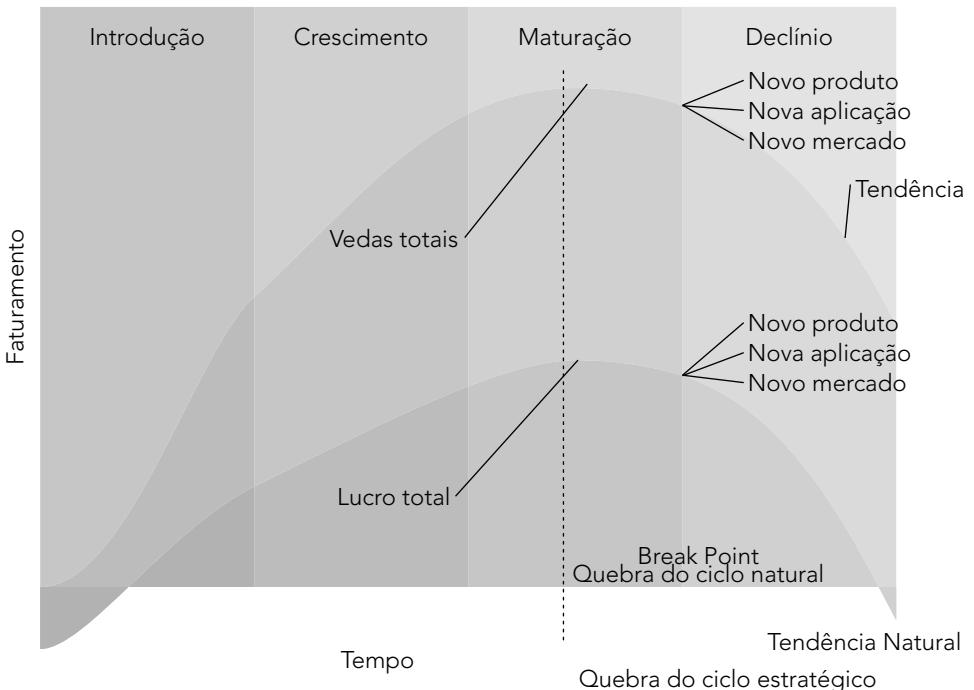 Introdução
Crescimento
Maturação
Declínio
Novo produto
Nova aplicação
Novo mercado
Tendência
Vedas totais
Faturamento
Novo produto
Nova aplicação
Novo mercado
Lucro total
Break Point
Quebra do ciclo natural
Tendência Natural
Tempo
Quebra do ciclo estratégico